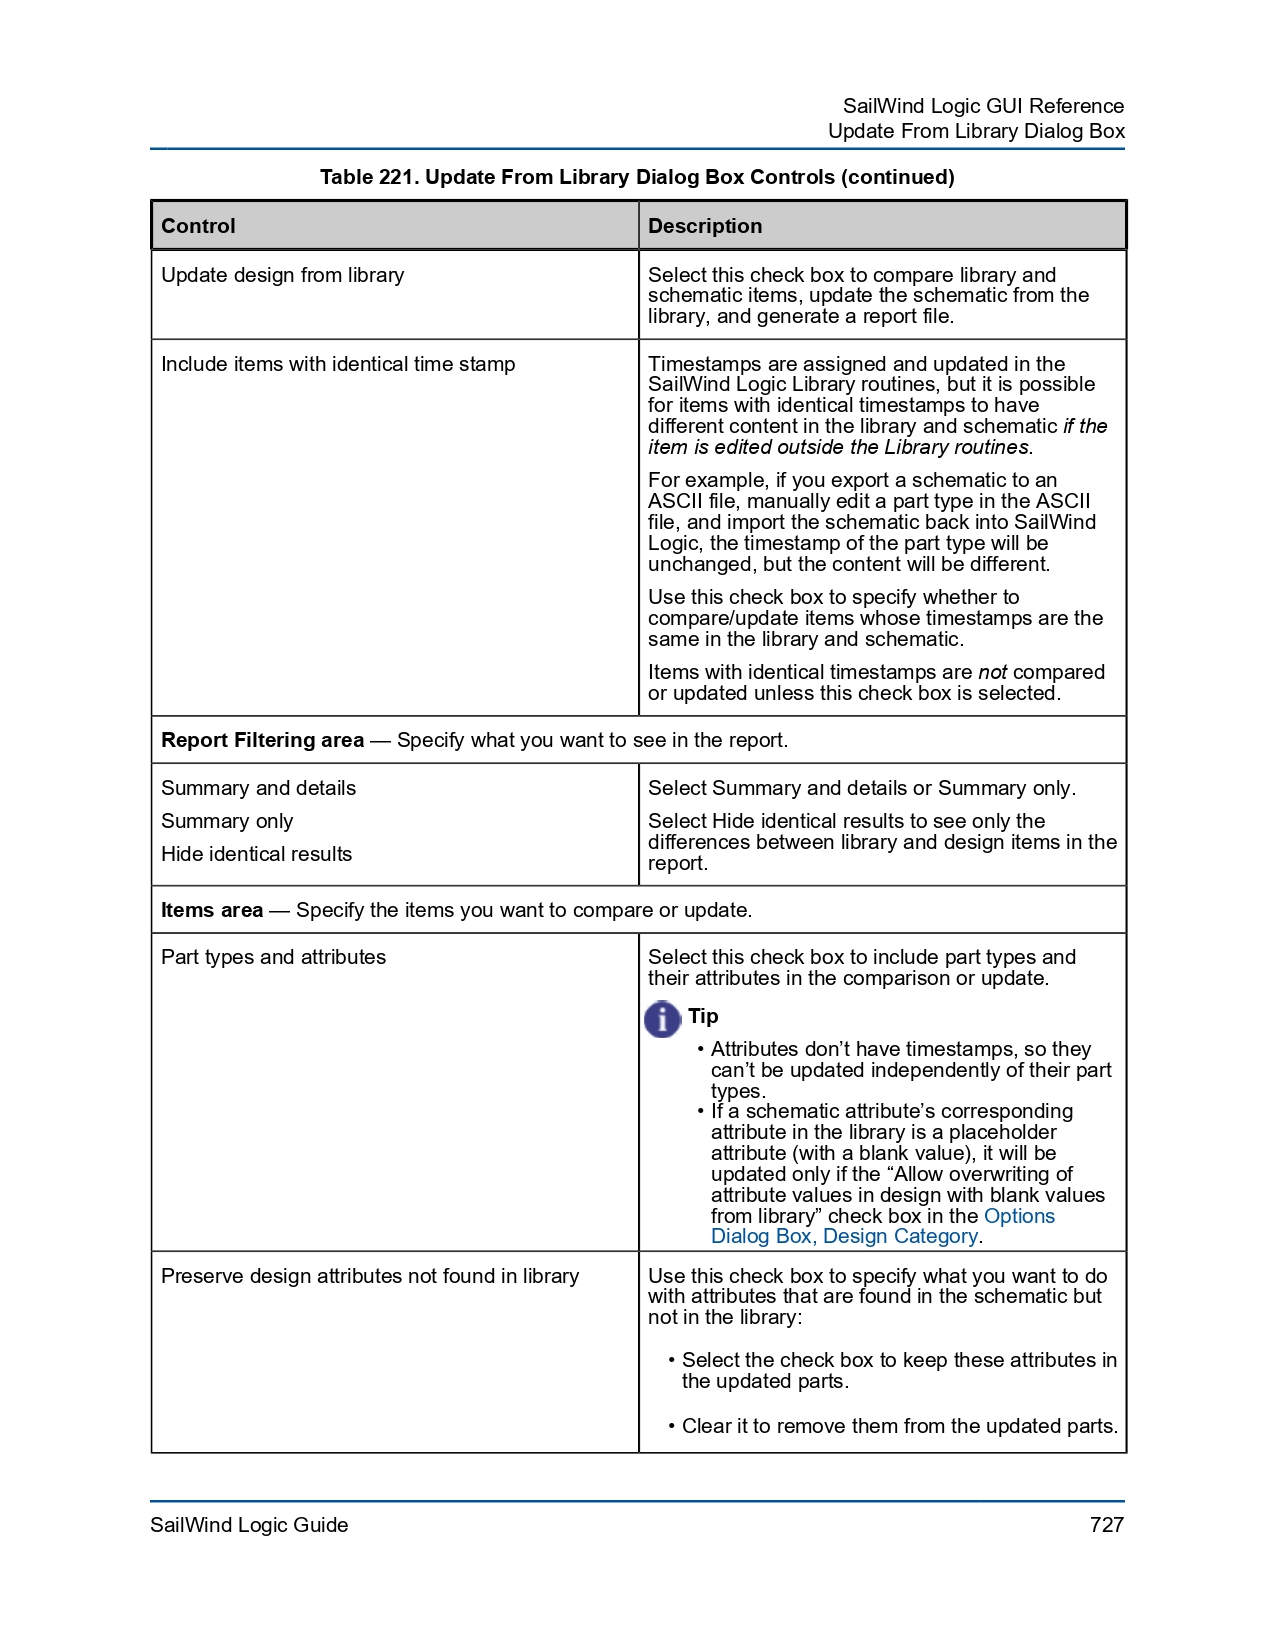 SailWind Logic GUI Reference
Update From Library Dialog Box
Table 221. Update From Library Dialog Box Controls (continued)
Control
Description
Update design from library
Select this check box to compare library and
schematic items, update the schematic from the
library, and generate a report file.
Include items with identical time stamp
Timestamps are assigned and updated in the
SailWind Logic Library routines, but it is possible
for items with identical timestamps to have
different content in the library and schematic if the
item is edited outside the Library routines.
For example, if you export a schematic to an
ASCII file, manually edit a part type in the ASCII
file, and import the schematic back into SailWind
Logic, the timestamp of the part type will be
unchanged, but the content will be different.
Use this check box to specify whether to
compare/update items whose timestamps are the
same in the library and schematic.
Items with identical timestamps are not compared
or updated unless this check box is selected.
Report Filtering area — Specify what you want to see in the report.
Summary and details
Summary only
Hide identical results
Select Summary and details or Summary only.
Select Hide identical results to see only the
differences between library and design items in the
report.
Items area — Specify the items you want to compare or update.
Part types and attributes
Select this check box to include part types and
their attributes in the comparison or update.
i Tip
• Attributes don’t have timestamps, so they
can’t be updated independently of their part
types.
• If a schematic attribute’s corresponding
attribute in the library is a placeholder
attribute (with a blank value), it will be
updated only if the “Allow overwriting of
attribute values in design with blank values
from library” check box in the Options
Dialog Box, Design Category.
Preserve design attributes not found in library
Use this check box to specify what you want to do
with attributes that are found in the schematic but
not in the library:
• Select the check box to keep these attributes in
the updated parts.
• Clear it to remove them from the updated parts.
SailWind Logic Guide
727